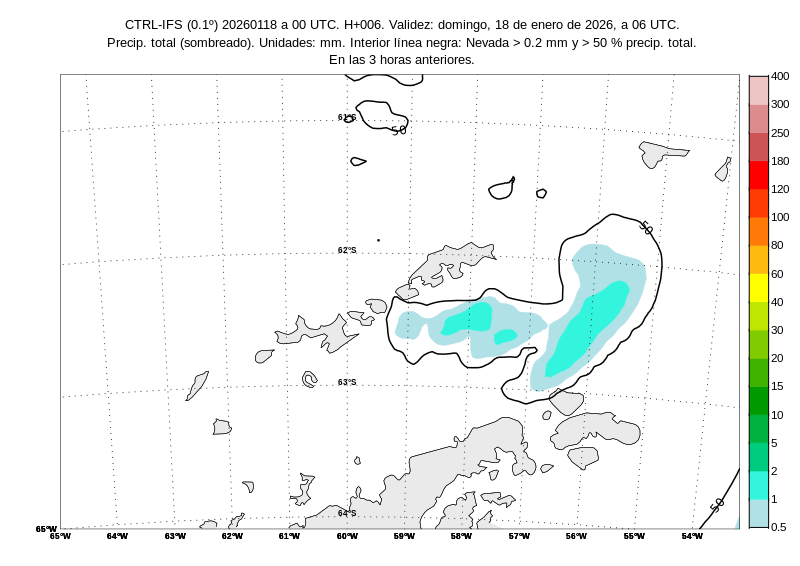 CTRL-IFS (0.1º) 20260118 a 00 UTC. H+006. Validez: domingo, 18 de enero de 2026, a 06 UTC.
Precip. total (sombreado). Unidades: mm. Interior línea negra: Nevada > 0.2 mm y > 50 % precip. total.
En las 3 horas anteriores.
400
300
250
180
120
100
80
60
40
30
20
15
10
5
2
1
0.5
61°S
50
50
62°S
63°S
50
64°S
65°W
65°W
64°W
63°W
62°W
61°W
60°W
59°W
58°W
57°W
56°W
55°W
54°W